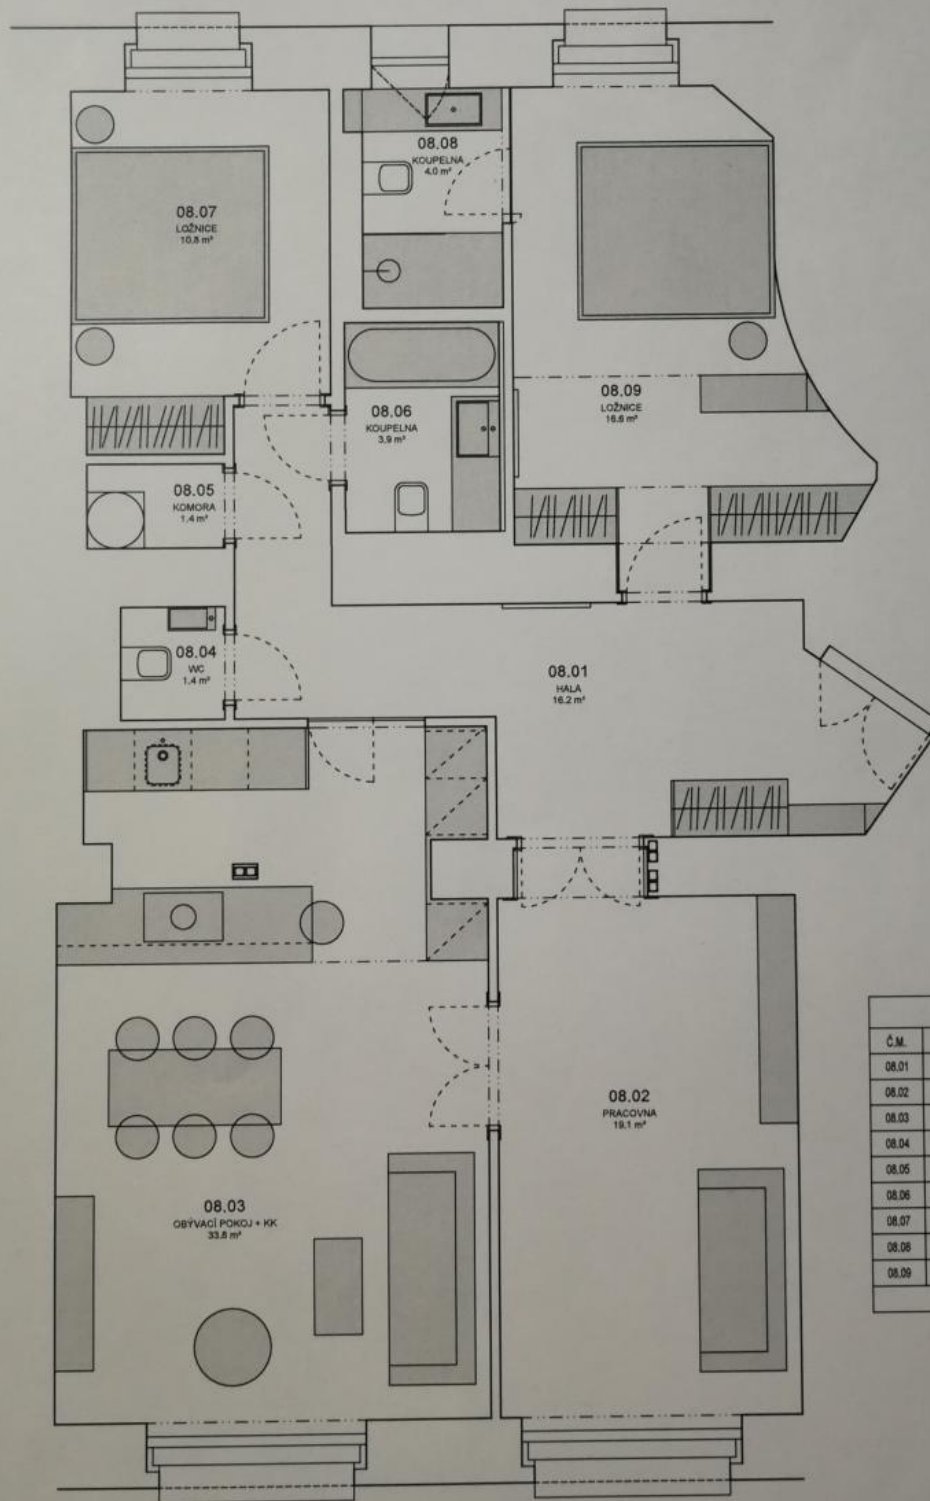 08.08
KOUPELNA
4.0 m²
08.07
LOŽNICE
10.8 m²
08.09
LOŽNICE
16.6 m²
08.06
KOUPELNA
3.9 m²
08.05
KOMORA
1.4 m²
08.04
WC
1.4 m²
08.01
HALA
16.2 m²
08.02
PRACOVNA
19.1 m²
08.03
OBÝVACÍ POKOJ + KK
33.8 m²
Č.M.
08.01
08.02
08.03
08.04
08.05
08.06
08.07
08.08
08.09